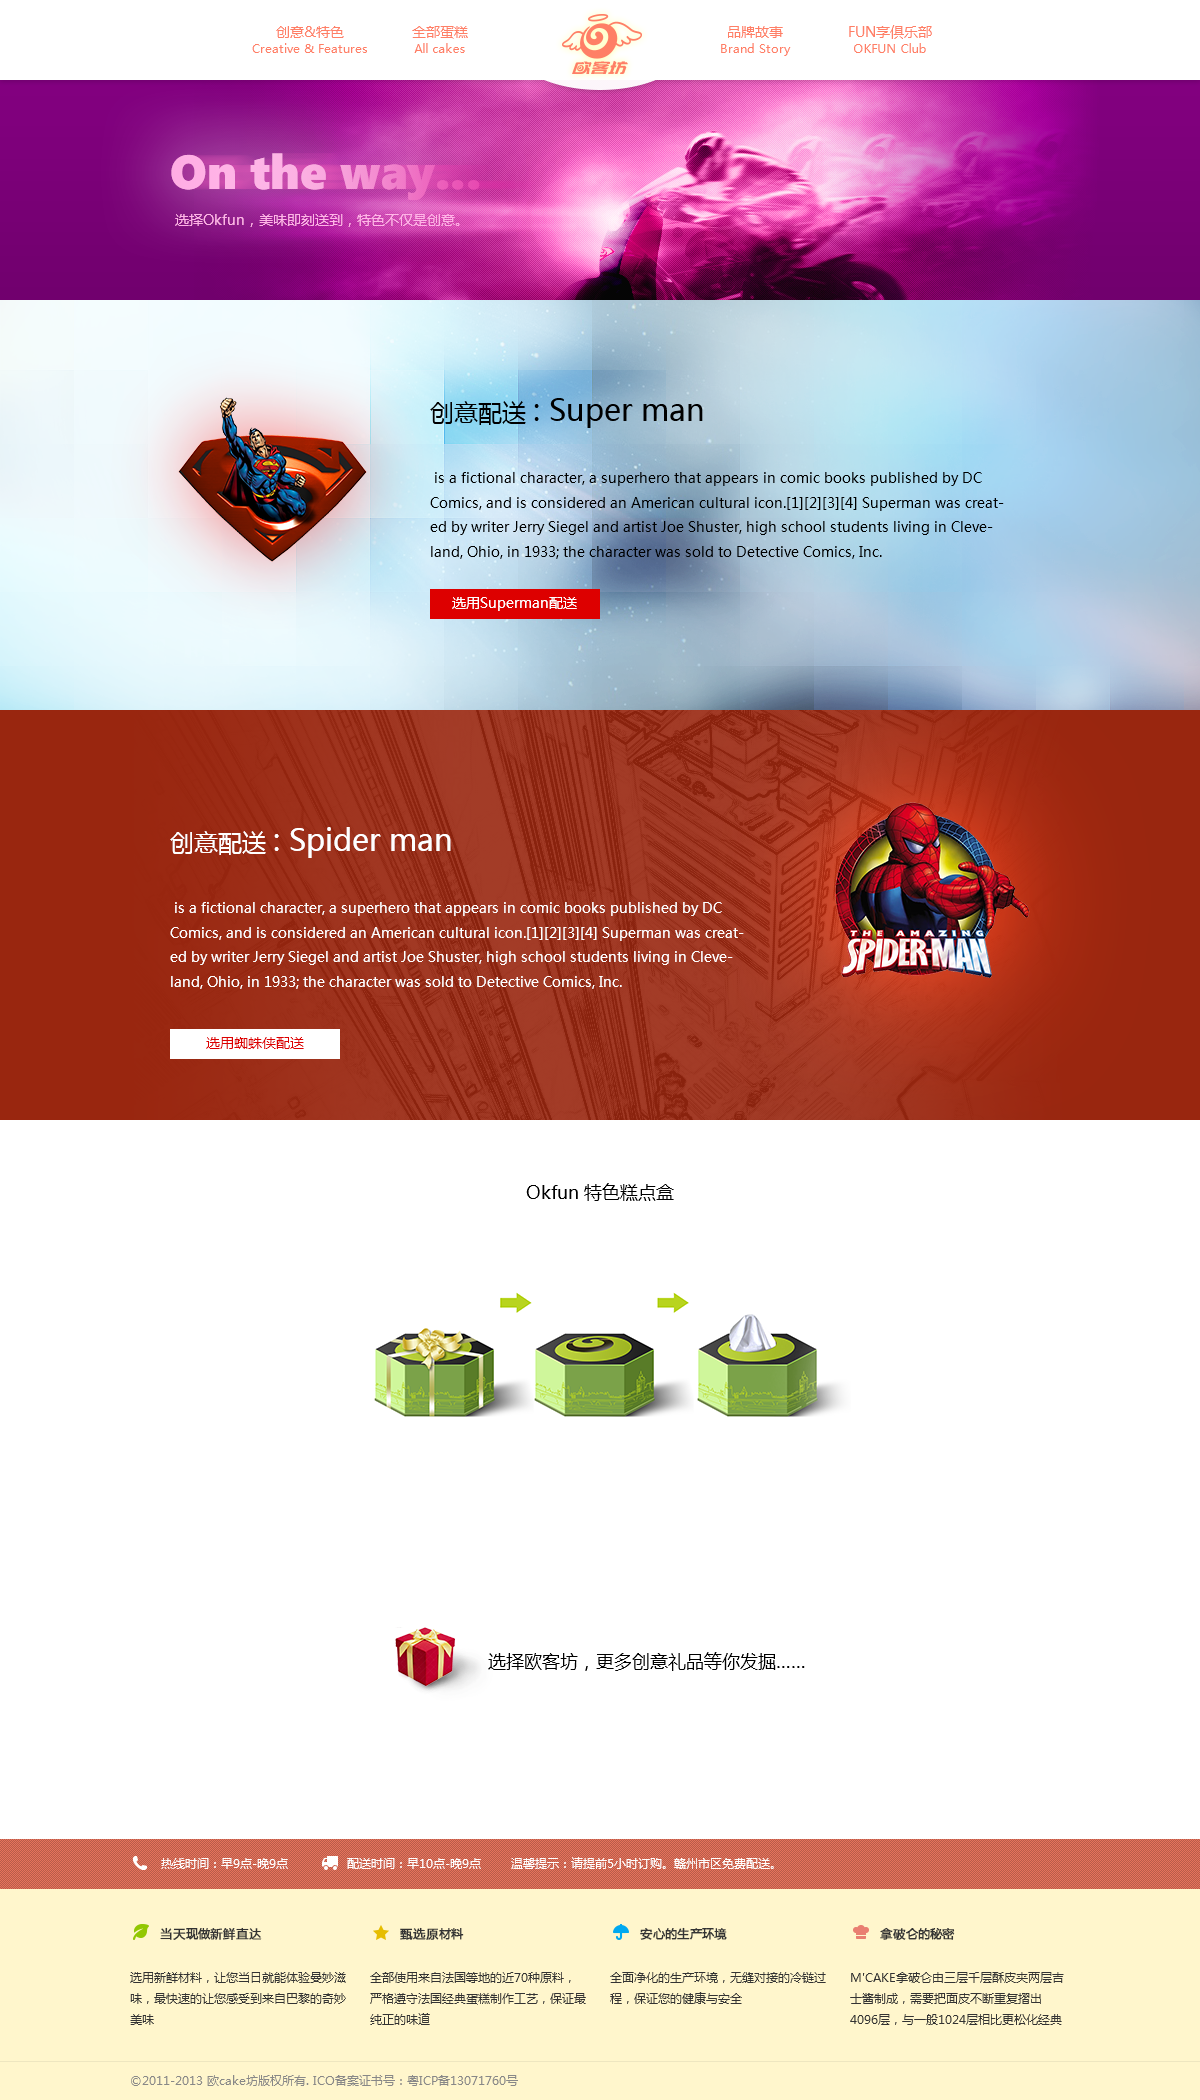 创意&特色
Creative & Features
全部蛋糕
All cakes
欧客坊
品牌故事
Brand Story
FUN享俱乐部
OKFUN Club
On the way...
选择Okfun，美味即刻送到，特色不仅是创意。
创意配送：Super man
is a fictional character, a superhero that appears in comic books published by DC
Comics, and is considered an American cultural icon.[1][2][3][4] Superman was creat-
ed by writer Jerry Siegel and artist Joe Shuster, high school students living in Cleve-
land, Ohio, in 1933; the character was sold to Detective Comics, Inc.
选用Superman配送
创意配送：Spider man
is a fictional character, a superhero that appears in comic books published by DC
Comics, and is considered an American cultural icon.[1][2][3][4] Superman was creat-
ed by writer Jerry Siegel and artist Joe Shuster, high school students living in Cleve-
land, Ohio, in 1933; the character was sold to Detective Comics, Inc.
THE AMAZING
SPIDER-MAN
选用蜘蛛侠配送
Okfun 特色糕点盒
选择欧客坊，更多创意礼品等你发掘……
热线时间：早9点-晚9点
配送时间：早10点-晚9点
温馨提示：请提前5小时订购。赣州市区免费配送。
当天现做新鲜直达
选用新鲜材料，让您当日就能体验曼妙滋
味，最快速的让您感受到来自巴黎的奇妙
美味
甄选原材料
全部使用来自法国等地的近70种原料，
严格遵守法国经典蛋糕制作工艺，保证最
纯正的味道
安心的生产环境
全面净化的生产环境，无缝对接的冷链过
程，保证您的健康与安全
拿破仑的秘密
M'CAKE拿破仑由三层千层酥皮夹两层吉
士酱制成，需要把面皮不断重复摺出
4096层，与一般1024层相比更松化经典
©2011-2013 欧cake坊版权所有. ICO备案证书号：粤ICP备13071760号